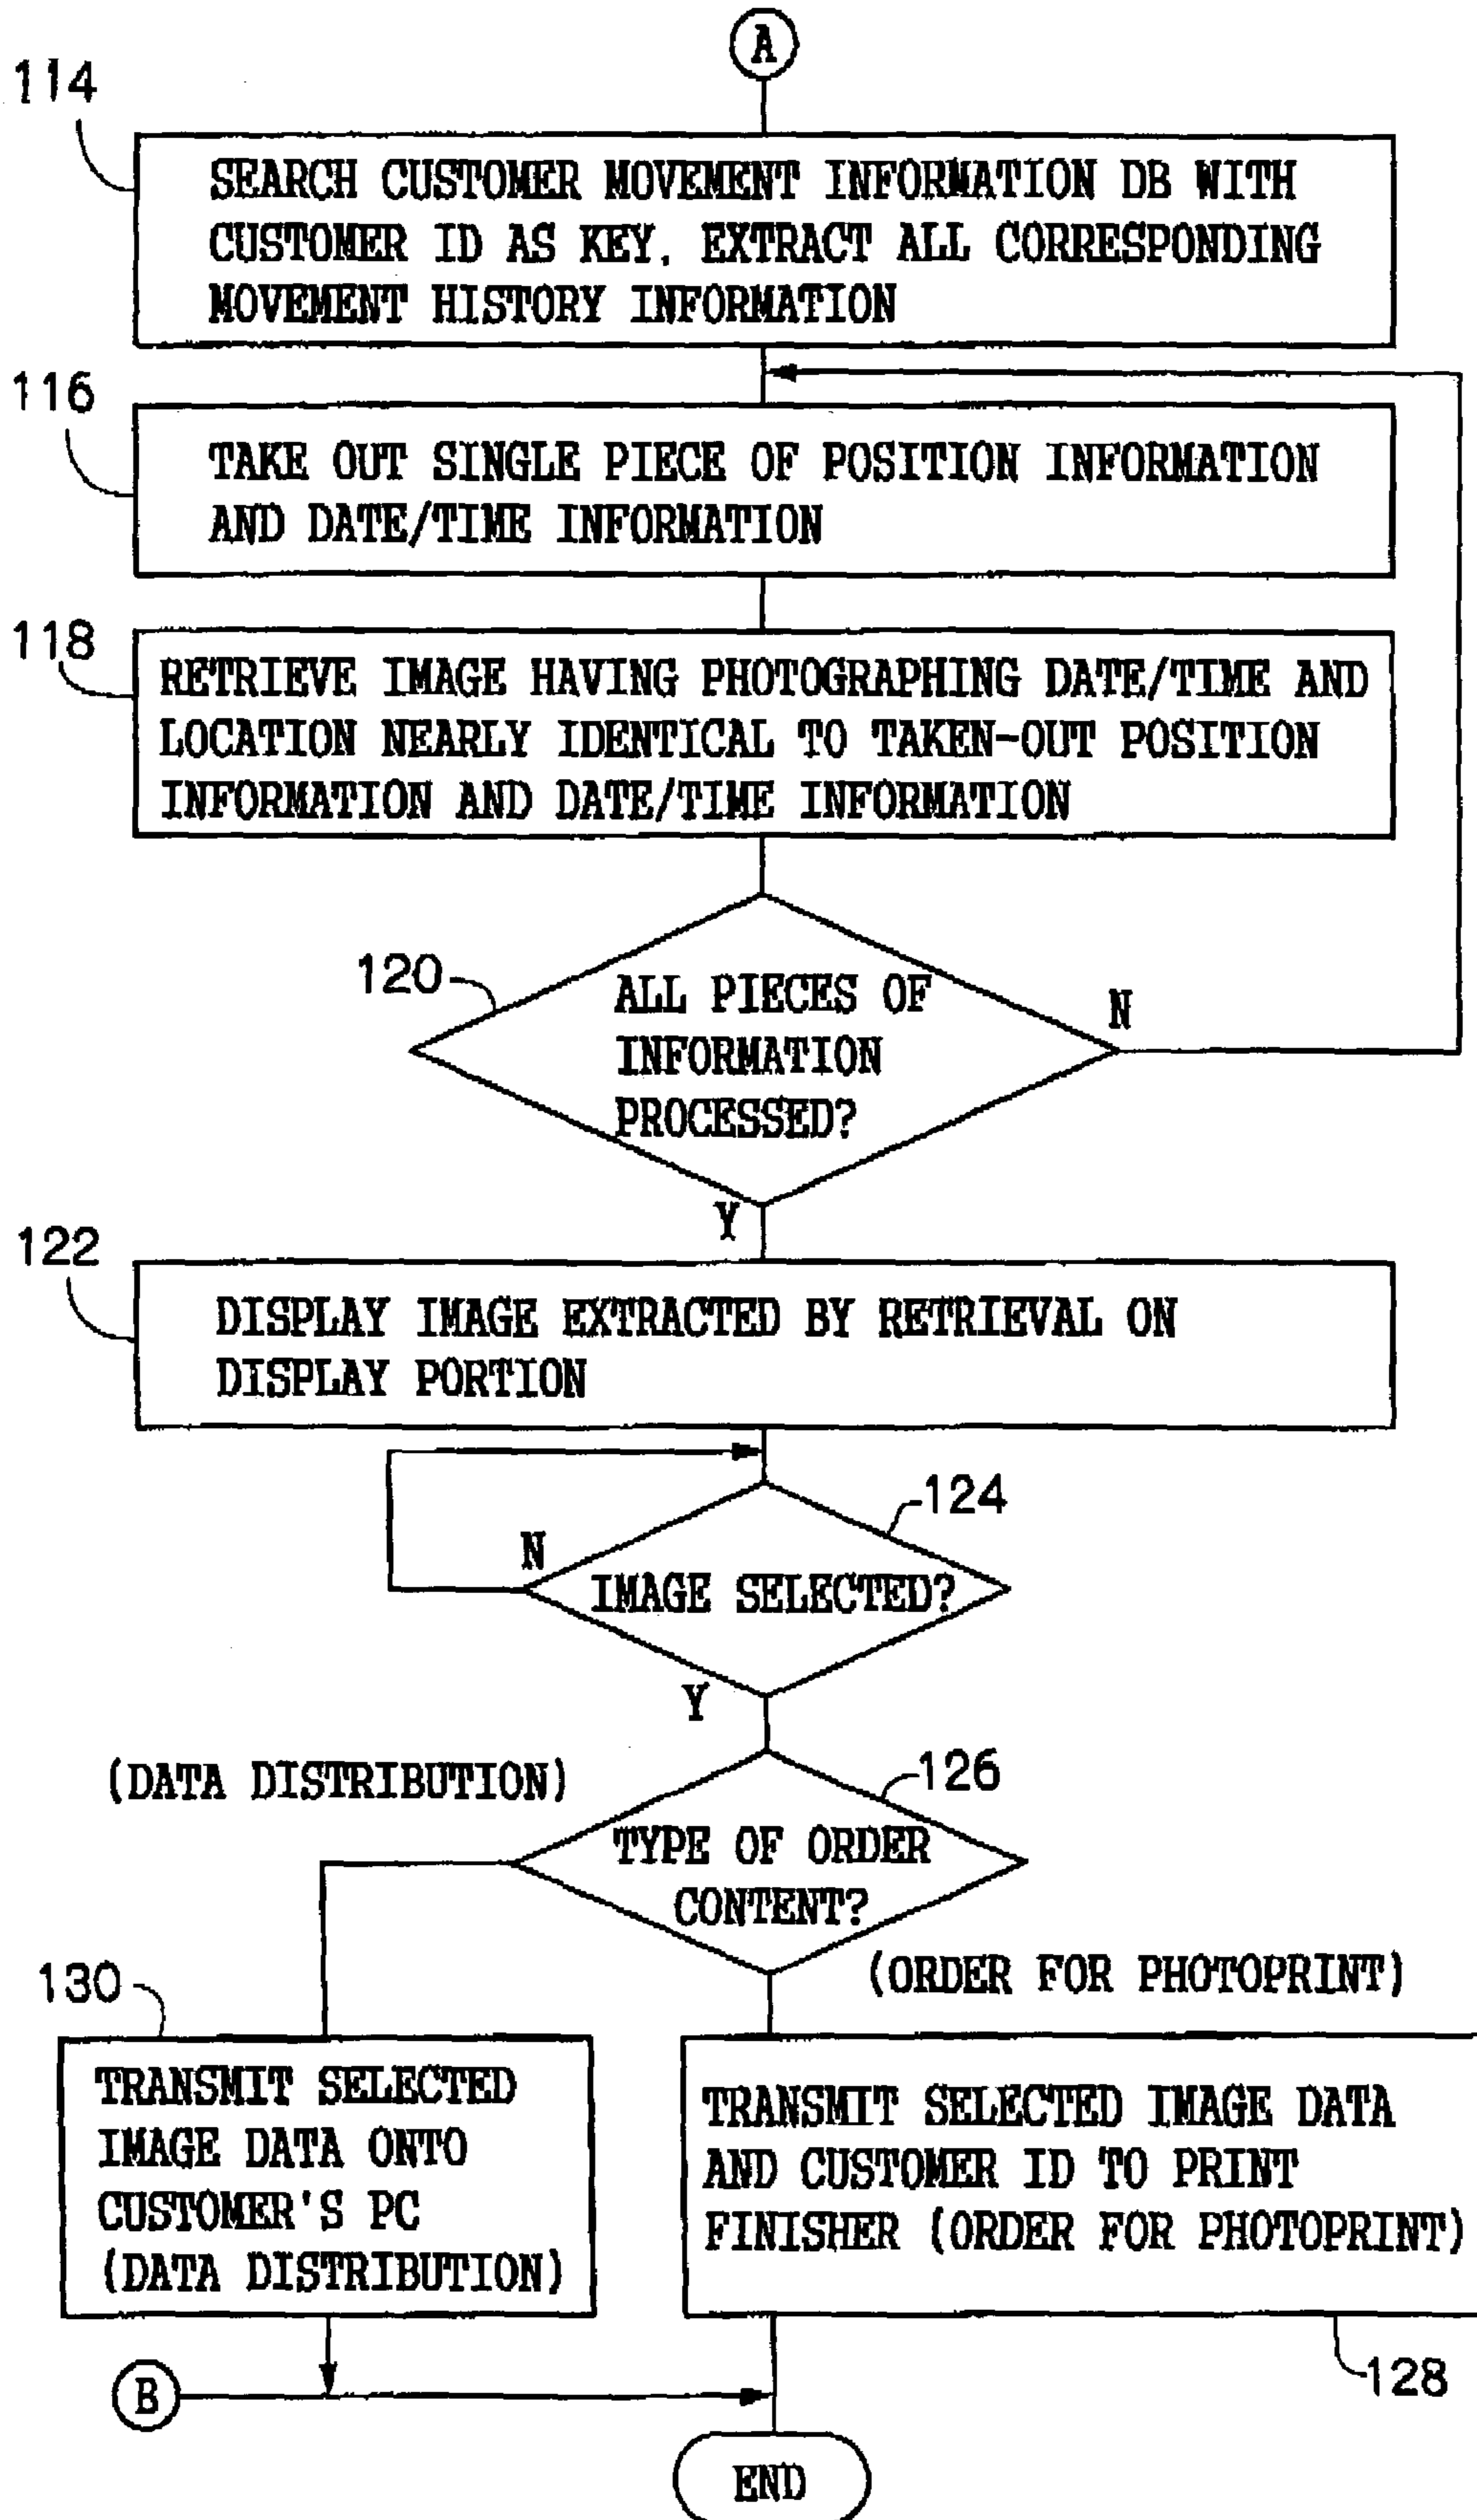 A
114
SEARCH CUSTOMER MOVEMENT INFORMATION DB WITH
CUSTOMER ID AS KEY. EXTRACT ALL CORRESPONDING
MOVEMENT HISTORY INFORMATION
116
TAKE OUT SINGLE PIECE OF POSITION INFORMATION
AND DATE/TIME INFORMATION
118
RETRIEVE IMAGE HAVING PHOTOGRAPHING DATE/TIME AND
LOCATION NEARLY IDENTICAL TO TAKEN-OUT POSITION
INFORMATION AND DATE/TIME INFORMATION
120
ALL PIECES OF
INFORMATION
PROCESSED?
N
Y
122
DISPLAY IMAGE EXTRACTED BY RETRIEVAL ON
DISPLAY PORTION
124
N
IMAGE SELECTED?
Y
(DATA DISTRIBUTION)
126
TYPE OF ORDER
CONTENT?
(ORDER FOR PHOTOPRINT)
130
TRANSMIT SELECTED
IMAGE DATA ONTO
CUSTOMER'S PC
(DATA DISTRIBUTION)
TRANSMIT SELECTED IMAGE DATA
AND CUSTOMER ID TO PRINT
FINISHER (ORDER FOR PHOTOPRINT)
128
B
END